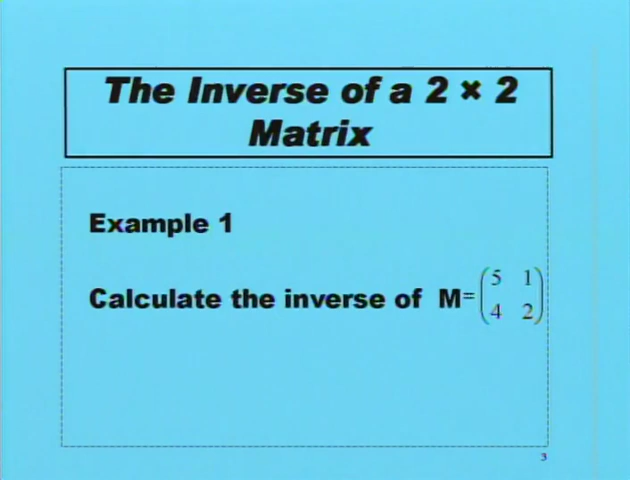 The Inverse of a 2 × 2
Matrix
Example 1
Calculate the inverse of M= (5 1
4 2)
3